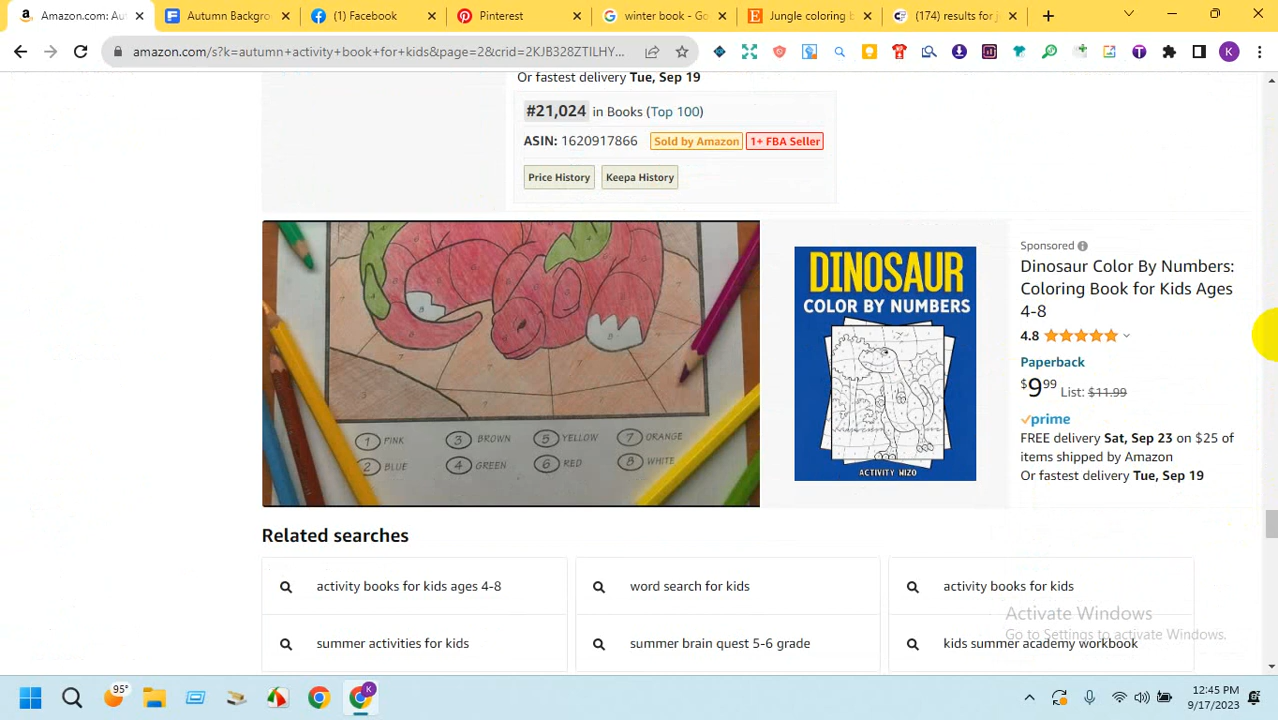 Amazon.com: Autum
Autumn Backgro
(1) Facebook
Pinterest
winter book - Go
Jungle coloring b
(174) results for j
amazon.com/s?k=autumn+activity+book+for+kids&page=2&crid=2KJB328ZTILHY...
Or fastest delivery Tue, Sep 19
#21,024 in Books (Top 100)
ASIN: 1620917866 Sold by Amazon 1+ FBA Seller
Price History Keepa History
1 PINK 3 BROWN 5 YELLOW 7 ORANGE
2 BLUE 4 GREEN 6 RED 8 WHITE
DINOSAUR
COLOR BY NUMBERS
ACTIVITY WIZO
Sponsored
Dinosaur Color By Numbers:
Coloring Book for Kids Ages
4-8
4.8
Paperback
$9.99 List: $11.99
prime
FREE delivery Sat, Sep 23 on $25 of
items shipped by Amazon
Or fastest delivery Tue, Sep 19
Related searches
activity books for kids ages 4-8
word search for kids
activity books for kids
summer activities for kids
summer brain quest 5-6 grade
kids summer academy workbook
Activate Windows
Go to Settings to activate Windows.
95°
12:45 PM
9/17/2023